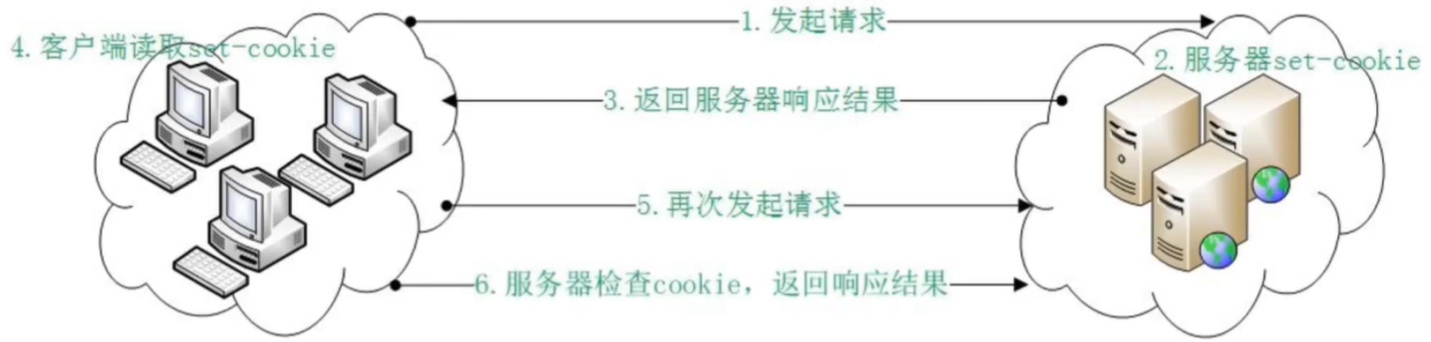 1.发起请求
4.客户端读取set-cookie
2.服务器set-cookie
3.返回服务器响应结果
5.再次发起请求
6.服务器检查cookie，返回响应结果